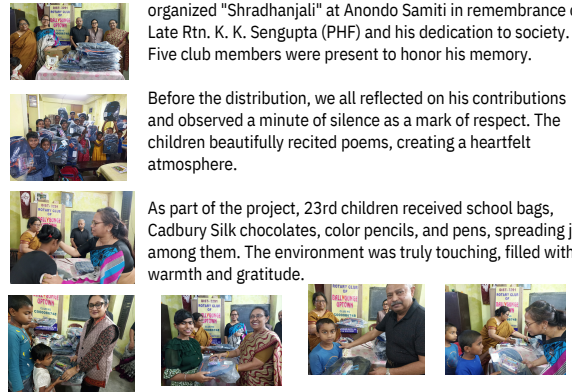 organized "Shradhanjali" at Anondo Samiti in remembrance
Late Rtn. K. K. Sengupta (PHF) and his dedication to society.
Five club members were present to honor his memory.
Before the distribution, we all reflected on his contributions
and observed a minute of silence as a mark of respect. The
children beautifully recited poems, creating a heartfelt
atmosphere.
As part of the project, 23rd children received school bags,
Cadbury Silk chocolates, color pencils, and pens, spreading
among them. The environment was truly touching, filled with
warmth and gratitude.